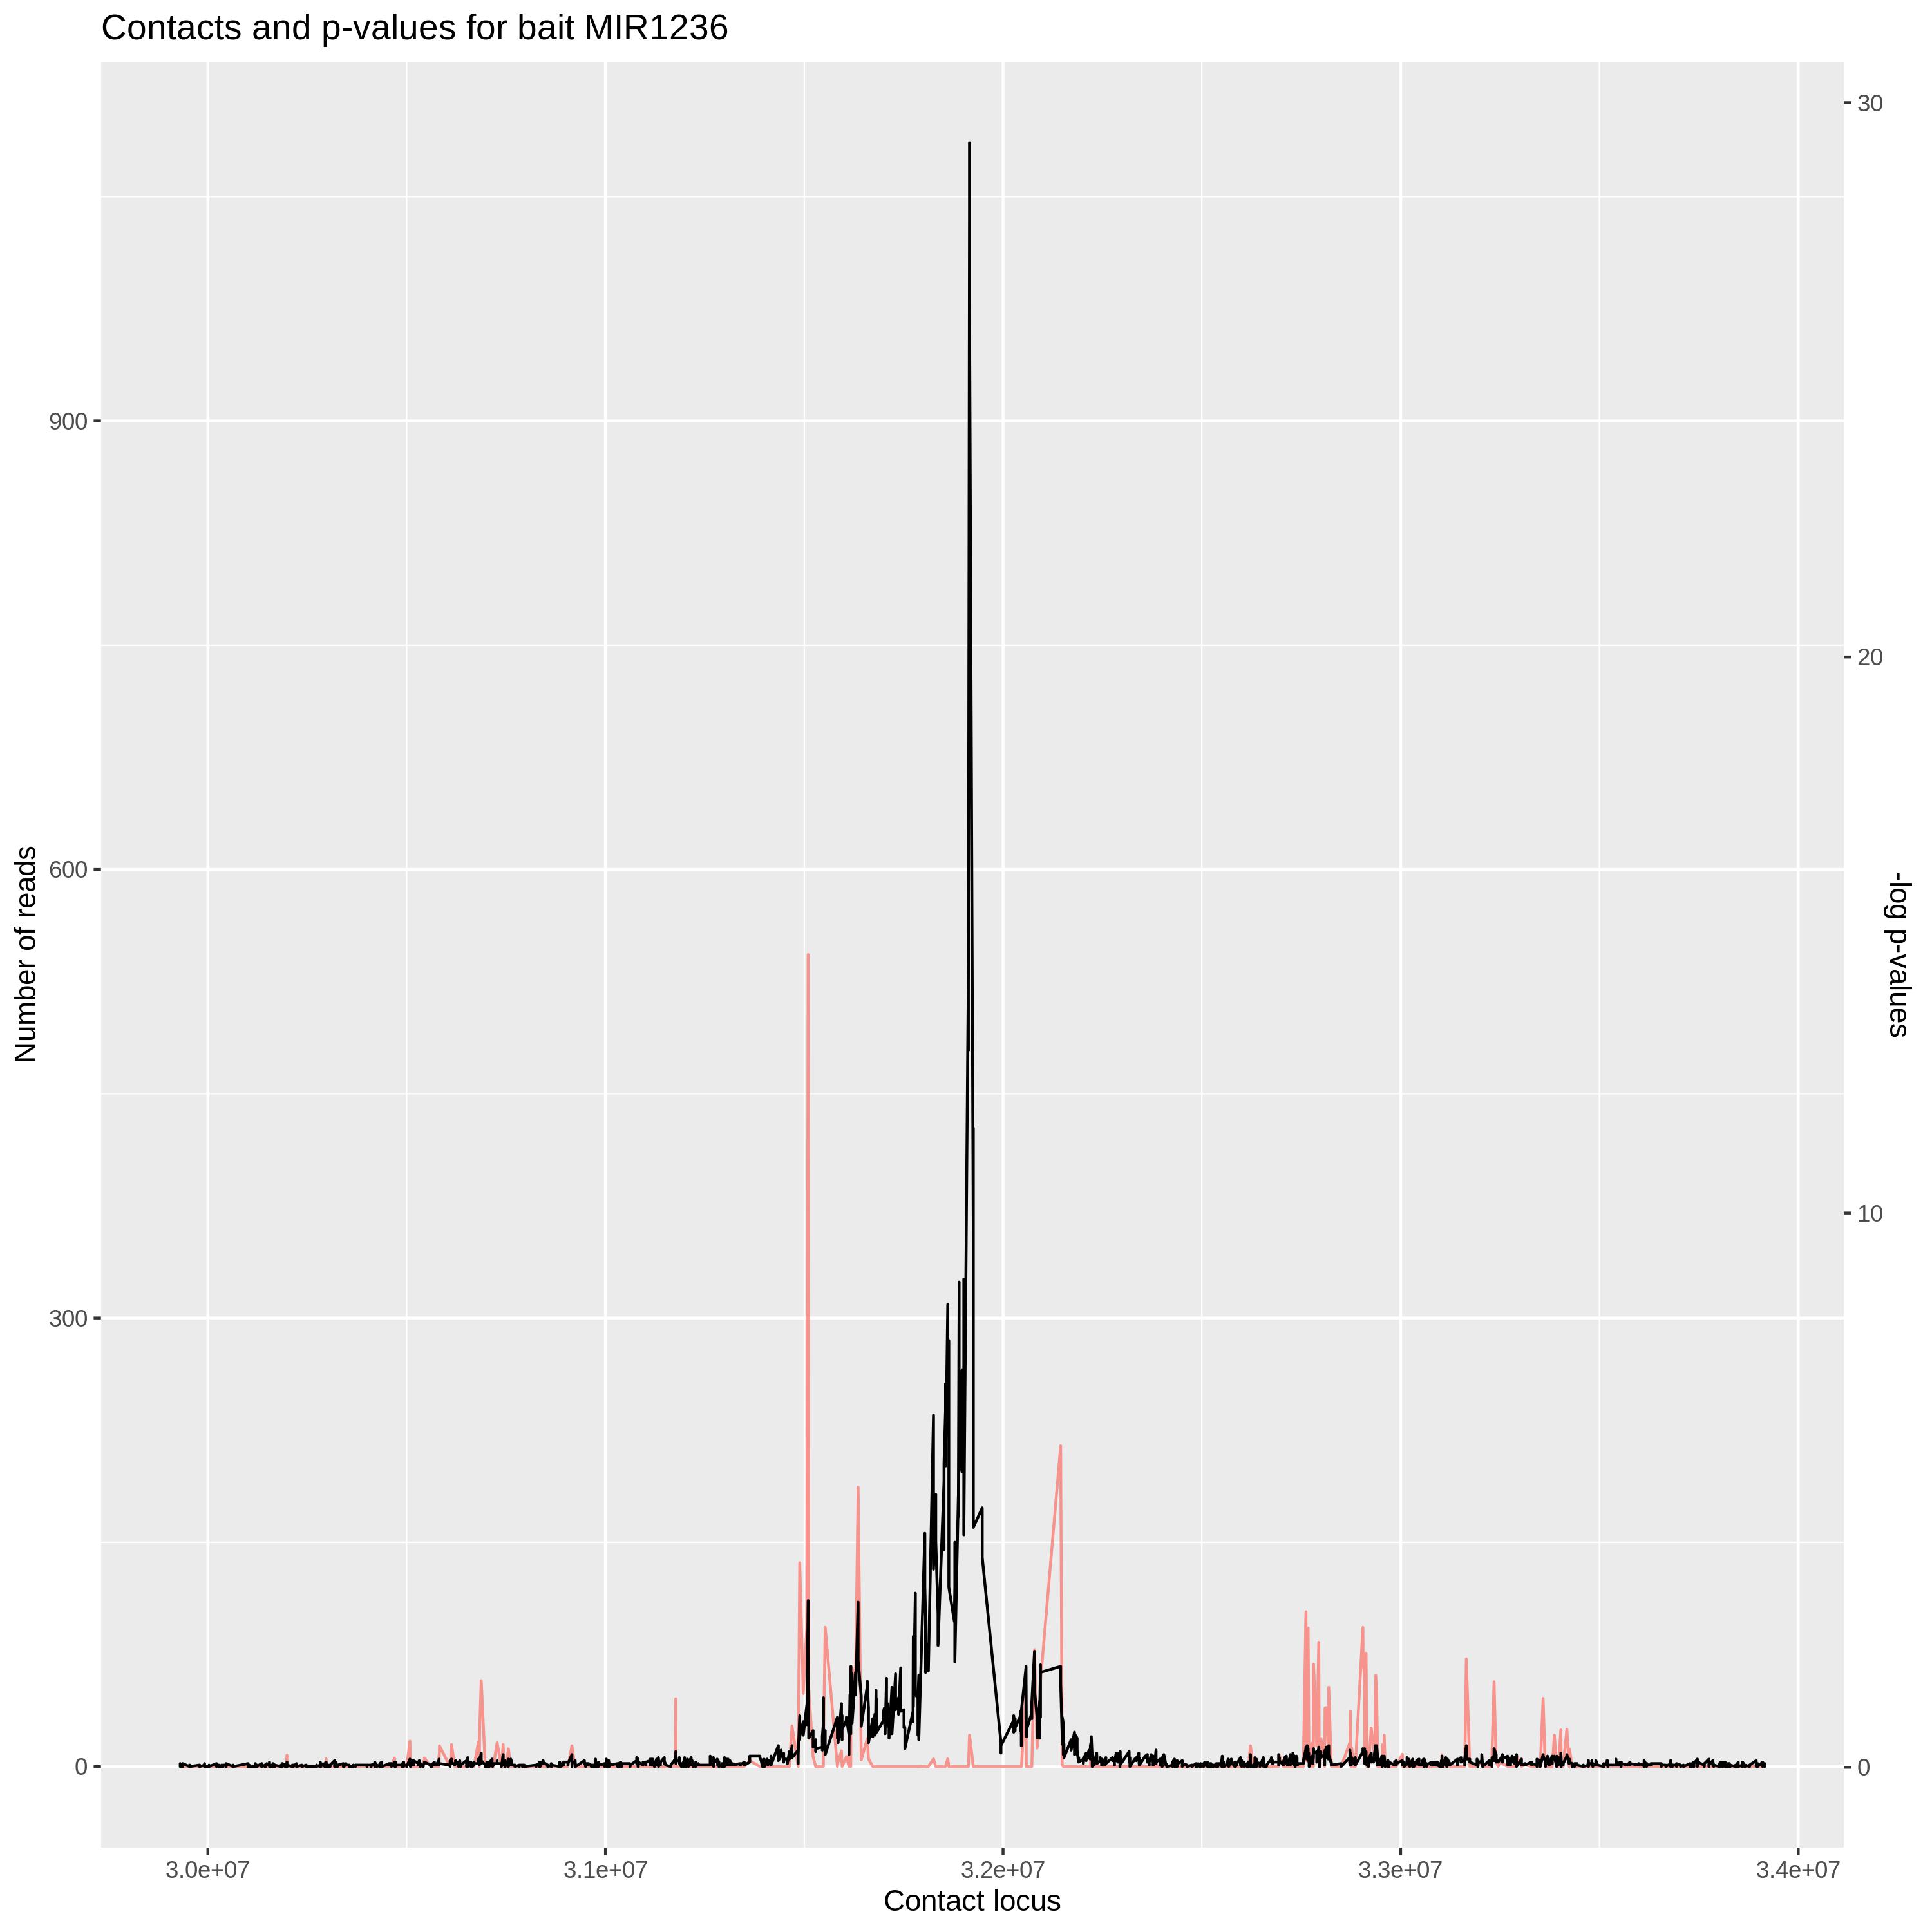 Contacts and p-values for bait MIR1236
30
900
20
600
Number of reads
-log p-values
10
300
0
0
3.0e+07
3.1e+07
3.2e+07
3.3e+07
3.4e+07
Contact locus